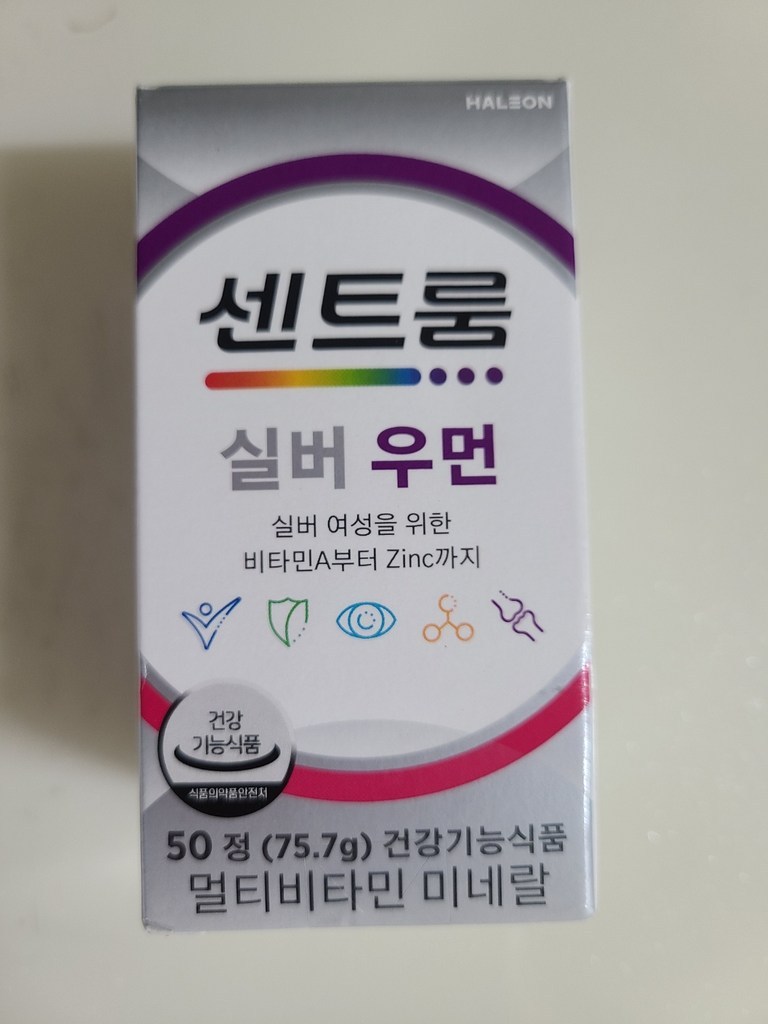 HALEON
센트룸
실버 우먼
실버 여성을 위한
비타민A부터 Zinc까지
건강
기능식품
식품의약품안전처
50 정 (75.7g) 건강기능식품
멀티비타민 미네랄